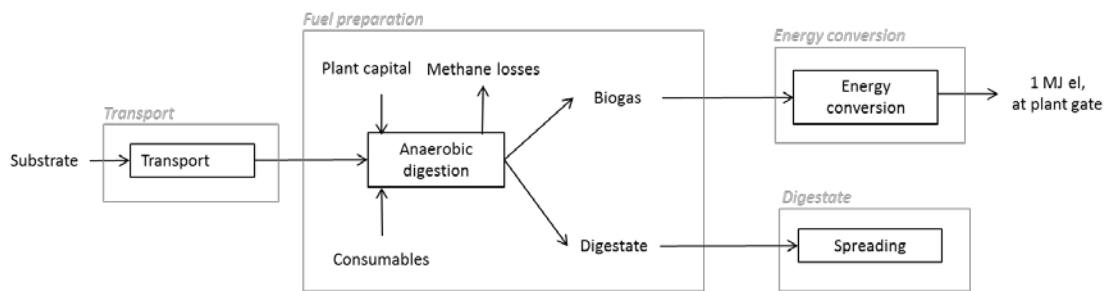 Fuel preparation
Energy conversion
Plant capital
Methane losses
Energy
conversion
1 MJ el,
at plant gate
Biogas
Transport
Substrate
Transport
Anaerobic
digestion
Digestate
Consumables
Digestate
Spreading